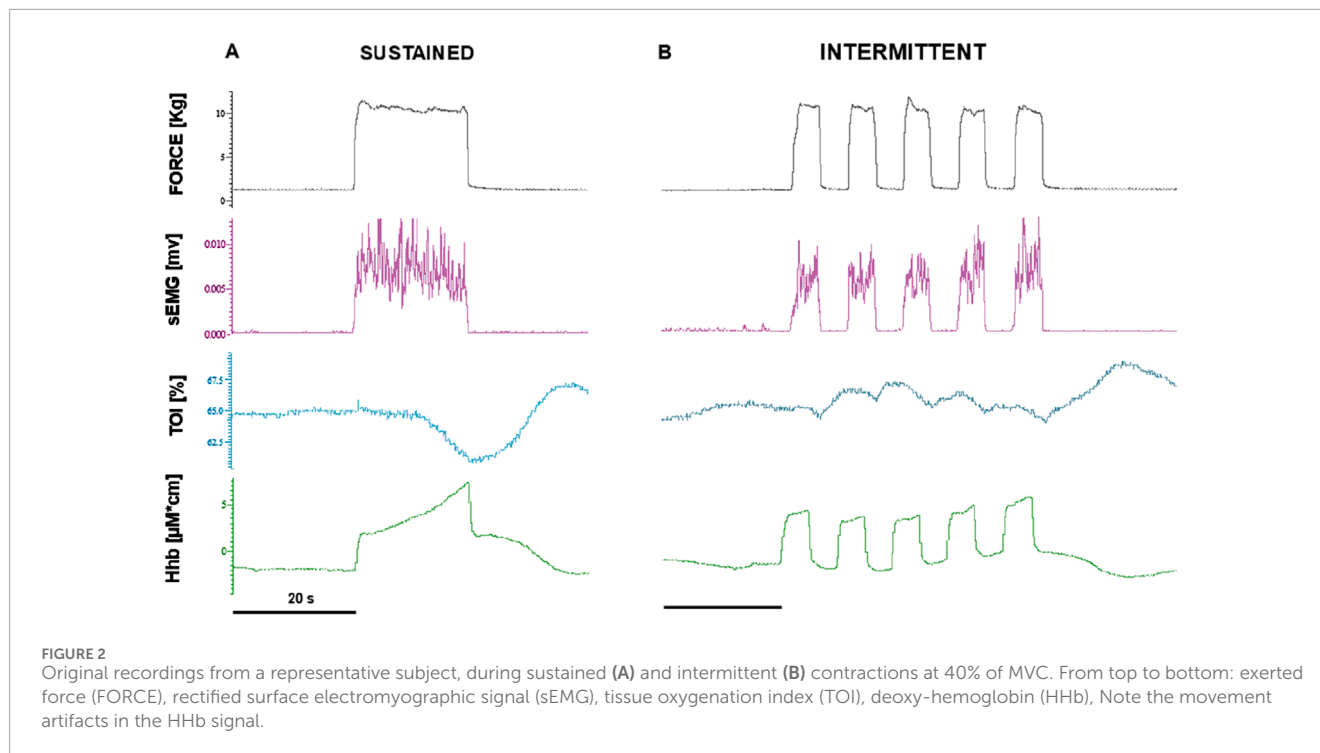 A SUSTAINED B INTERMITTENT
FORCE [Kg]
10
5
0
sEMG [mv]
0.010
0.005
0.000
TOI [%]
67.5
65.0
62.5
Hhb [µM*cm]
5
0
20 s
FIGURE 2
Original recordings from a representative subject, during sustained (A) and intermittent (B) contractions at 40% of MVC. From top to bottom: exerted
force (FORCE), rectified surface electromyographic signal (sEMG), tissue oxygenation index (TOI), deoxy-hemoglobin (HHb), Note the movement
artifacts in the HHb signal.